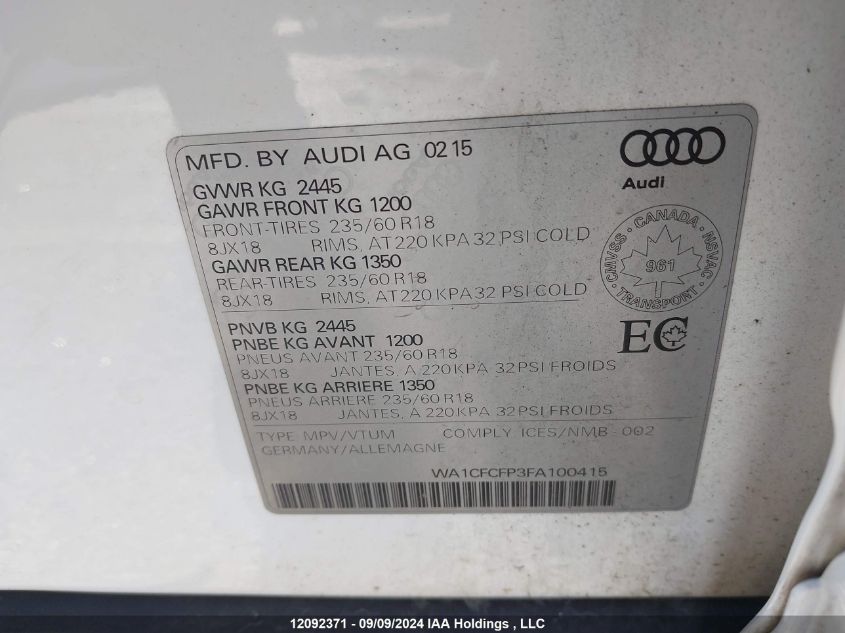 MFD. BY AUDI AG 02 15
GVWR KG 2445
GAWR FRONT KG 1200
FRONT-TIRES 235/60 R18
8JX18 RIMS, AT 220 KPA 32 PSI COLD
GAWR REAR KG 1350
REAR-TIRES 235/60 R18
8JX18 RIMS, AT 220 KPA 32 PSI COLD
PNVB KG 2445
PNBE KG AVANT 1200
PNEUS AVANT 235/60 R18
8JX18 JANTES, A 220 KPA 32 PSI FROIDS
PNBE KG ARRIERE 1350
PNEUS ARRIERE 235/60 R18
8JX18 JANTES, A 220 KPA 32 PSI FROIDS
TYPE MPV/VTUM COMPLY ICES/NMB-002
GERMANY/ALLEMAGNE
WA1CFCFP3FA100415
Audi
CMVSS - CANADA - NSVAC
961
TRANSPORT
EC
12092371 - 09/09/2024 IAA Holdings, LLC